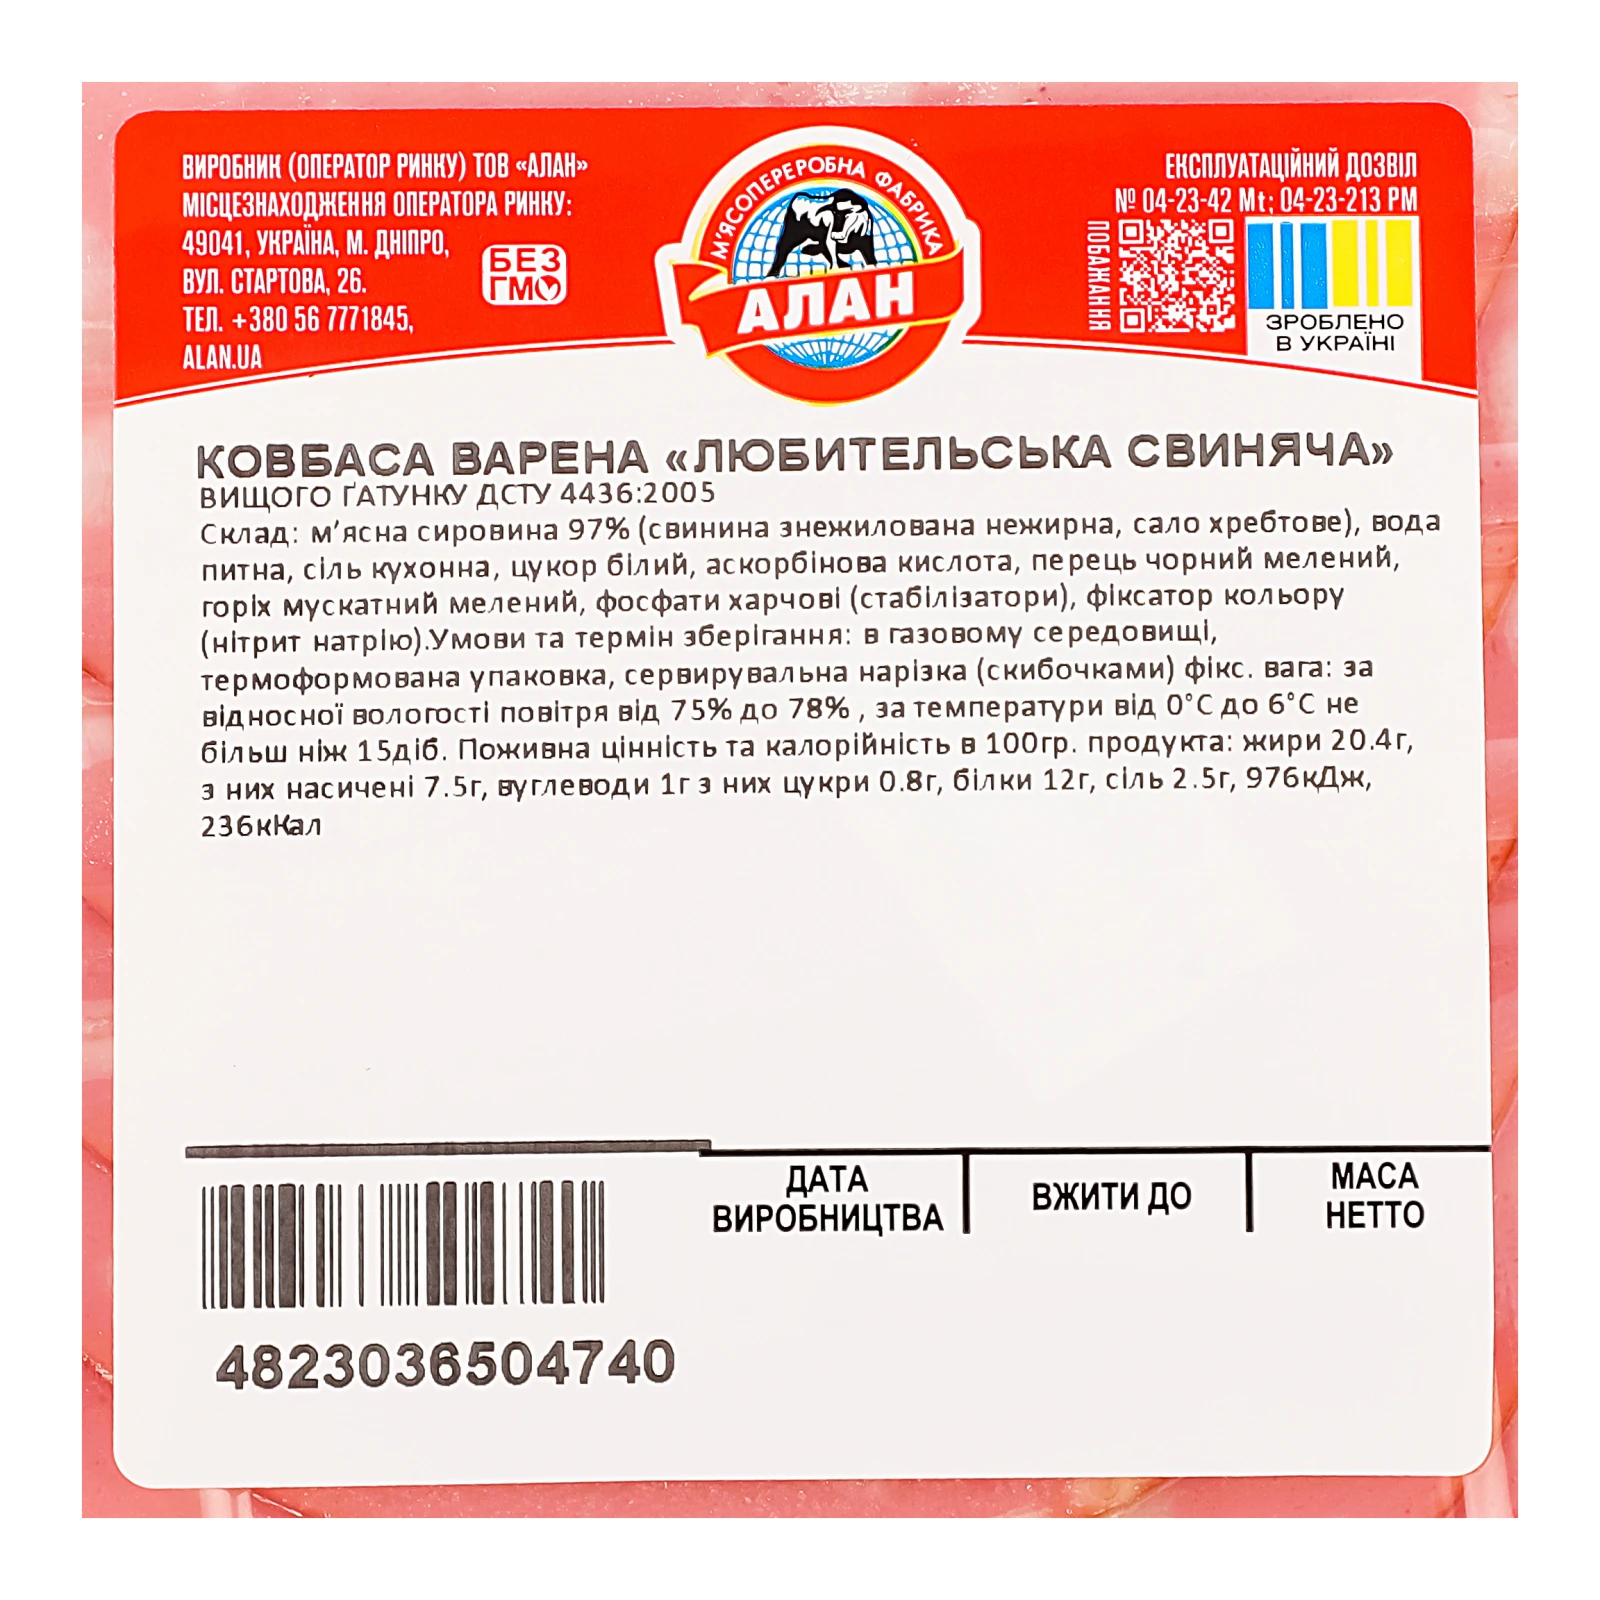 ВИРОБНИК (ОПЕРАТОР РИНКУ) ТОВ «АЛАН»
МІСЦЕЗНАХОДЖЕННЯ ОПЕРАТОРА РИНКУ:
49041, УКРАЇНА, М. ДНІПРО,
ВУЛ. СТАРТОВА, 26.
ТЕЛ. +380 56 7771845,
ALAN.UA
БЕЗ
ГМО
М'ЯСОПЕРЕРОБНА ФАБРИКА
АЛАН
ЕКСПЛУАТАЦІЙНИЙ ДОЗВІЛ
№ 04-23-42 Mt; 04-23-213 PM
ПОБАЖАННЯ
ЗРОБЛЕНО
В УКРАЇНІ
КОВБАСА ВАРЕНА «ЛЮБИТЕЛЬСЬКА СВИНЯЧА»
ВИЩОГО ҐАТУНКУ ДСТУ 4436:2005
Склад: м’ясна сировина 97% (свинина знежилована нежирна, сало хребтове), вода
питна, сіль кухонна, цукор білий, аскорбінова кислота, перець чорний мелений,
горіх мускатний мелений, фосфати харчові (стабілізатори), фіксатор кольору
(нітрит натрію).Умови та термін зберігання: в газовому середовищі,
термоформована упаковка, сервирувальна нарізка (скибочками) фікс. вага: за
відносної вологості повітря від 75% до 78% , за температури від 0°С до 6°С не
більш ніж 15діб. Поживна цінність та калорійність в 100гр. продукта: жири 20.4г,
з них насичені 7.5г, вуглеводи 1г з них цукри 0.8г, білки 12г, сіль 2.5г, 976кДж,
236кКал
ДАТА
ВИРОБНИЦТВА
ВЖИТИ ДО
МАСА
НЕТТО
4823036504740